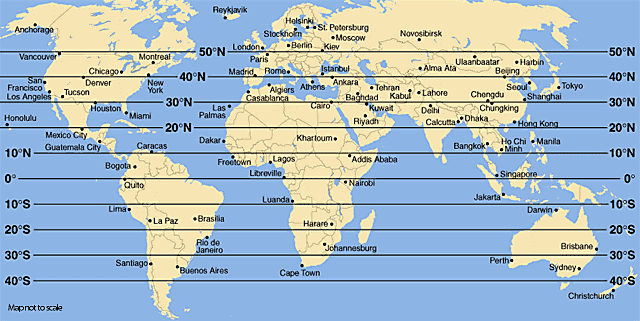 Reykjavik
Helsinki
St. Petersburg
Stockholm
Moscow
Novosibirsk
Anchorage
Vancouver
Montreal
London
Berlin
Kiev
Ulaanbaatar
Harbin
50°N
50°N
50°N
Paris
Chicago
Madrid
Rome
Istanbul
Alma Ata
Beijing
San
Francisco
Denver
40°N
New
York
40°N
Ankara
Tehran
Lahore
Seoul
40°N
Tokyo
Los Angeles
Tucson
Algiers
Athens
Baghdad
Kabul
Chengdu
Shanghai
Casablanca
Houston
30°N
Las
Palmas
Cairo
Kuwait
Delhi
Chungking
30°N
Honolulu
Miami
Riyadh
Calcutta
Dhaka
Hong Kong
20°N
20°N
Mexico City
Dakar
Khartoum
Ho Chi
Minh
Manila
Guatemala City
Caracas
Bangkok
10°N
10°N
Freetown
Lagos
Addis Ababa
Bogota
Libreville
Singapore
0°
0°
Quito
Nairobi
Luanda
Jakarta
10°S
10°S
Lima
Darwin
La Paz
Brasilia
Harare
20°S
20°S
Rio de
Janeiro
Johannesburg
Brisbane
30°S
30°S
Santiago
Buenos Aires
Cape Town
Perth
Sydney
40°S
40°S
Christchurch
Map not to scale